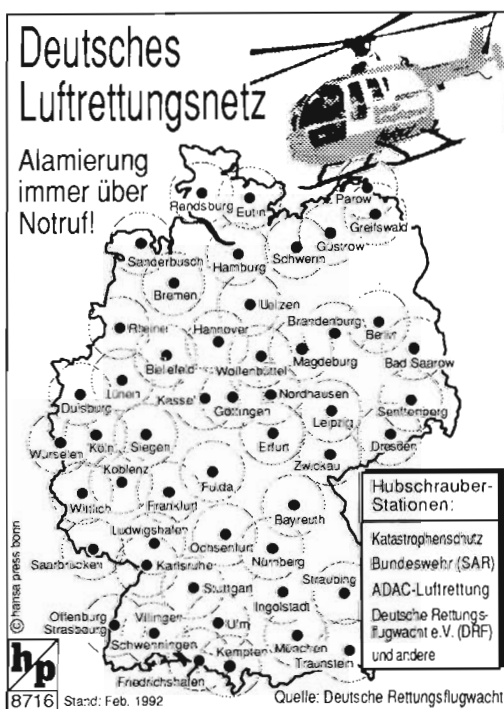 Deutsches
Luftrettungsnetz
Alamierung
immer über
Notruf!
Rendsburg
Eutin
Parow
Greifswald
Sanderbusch
Hamburg
Schwerin
Güstrow
Bremen
Uelzen
Rheine
Hannover
Brandenburg
Berlin
Bielefeld
Wolfenbüttel
Magdeburg
Bad Saarow
Duisburg
Lünen
Kassel
Göttingen
Nordhausen
Leipzig
Senftenberg
Würselen
Köln
Siegen
Erfurt
Dresden
Zwickau
Koblenz
Fulda
Wittlich
Frankfurt
Bayreuth
Ludwigshafen
Ochsenfurt
Nürnberg
Saarbrücken
Karlsruhe
Stuttgart
Ingolstadt
Straubing
Offenburg
Strasbourg
Villingen
Schwenningen
Ulm
München
Kempten
Traunstein
Friedrichshafen
Hubschrauber-
Stationen:
Katastrophenschutz
Bundeswehr (SAR)
ADAC-Luftrettung
Deutsche Rettungs-
flugwacht e.V. (DRF)
und andere
© hansa press bonn
hp
8716
Stand: Feb. 1992
Quelle: Deutsche Rettungsflugwacht